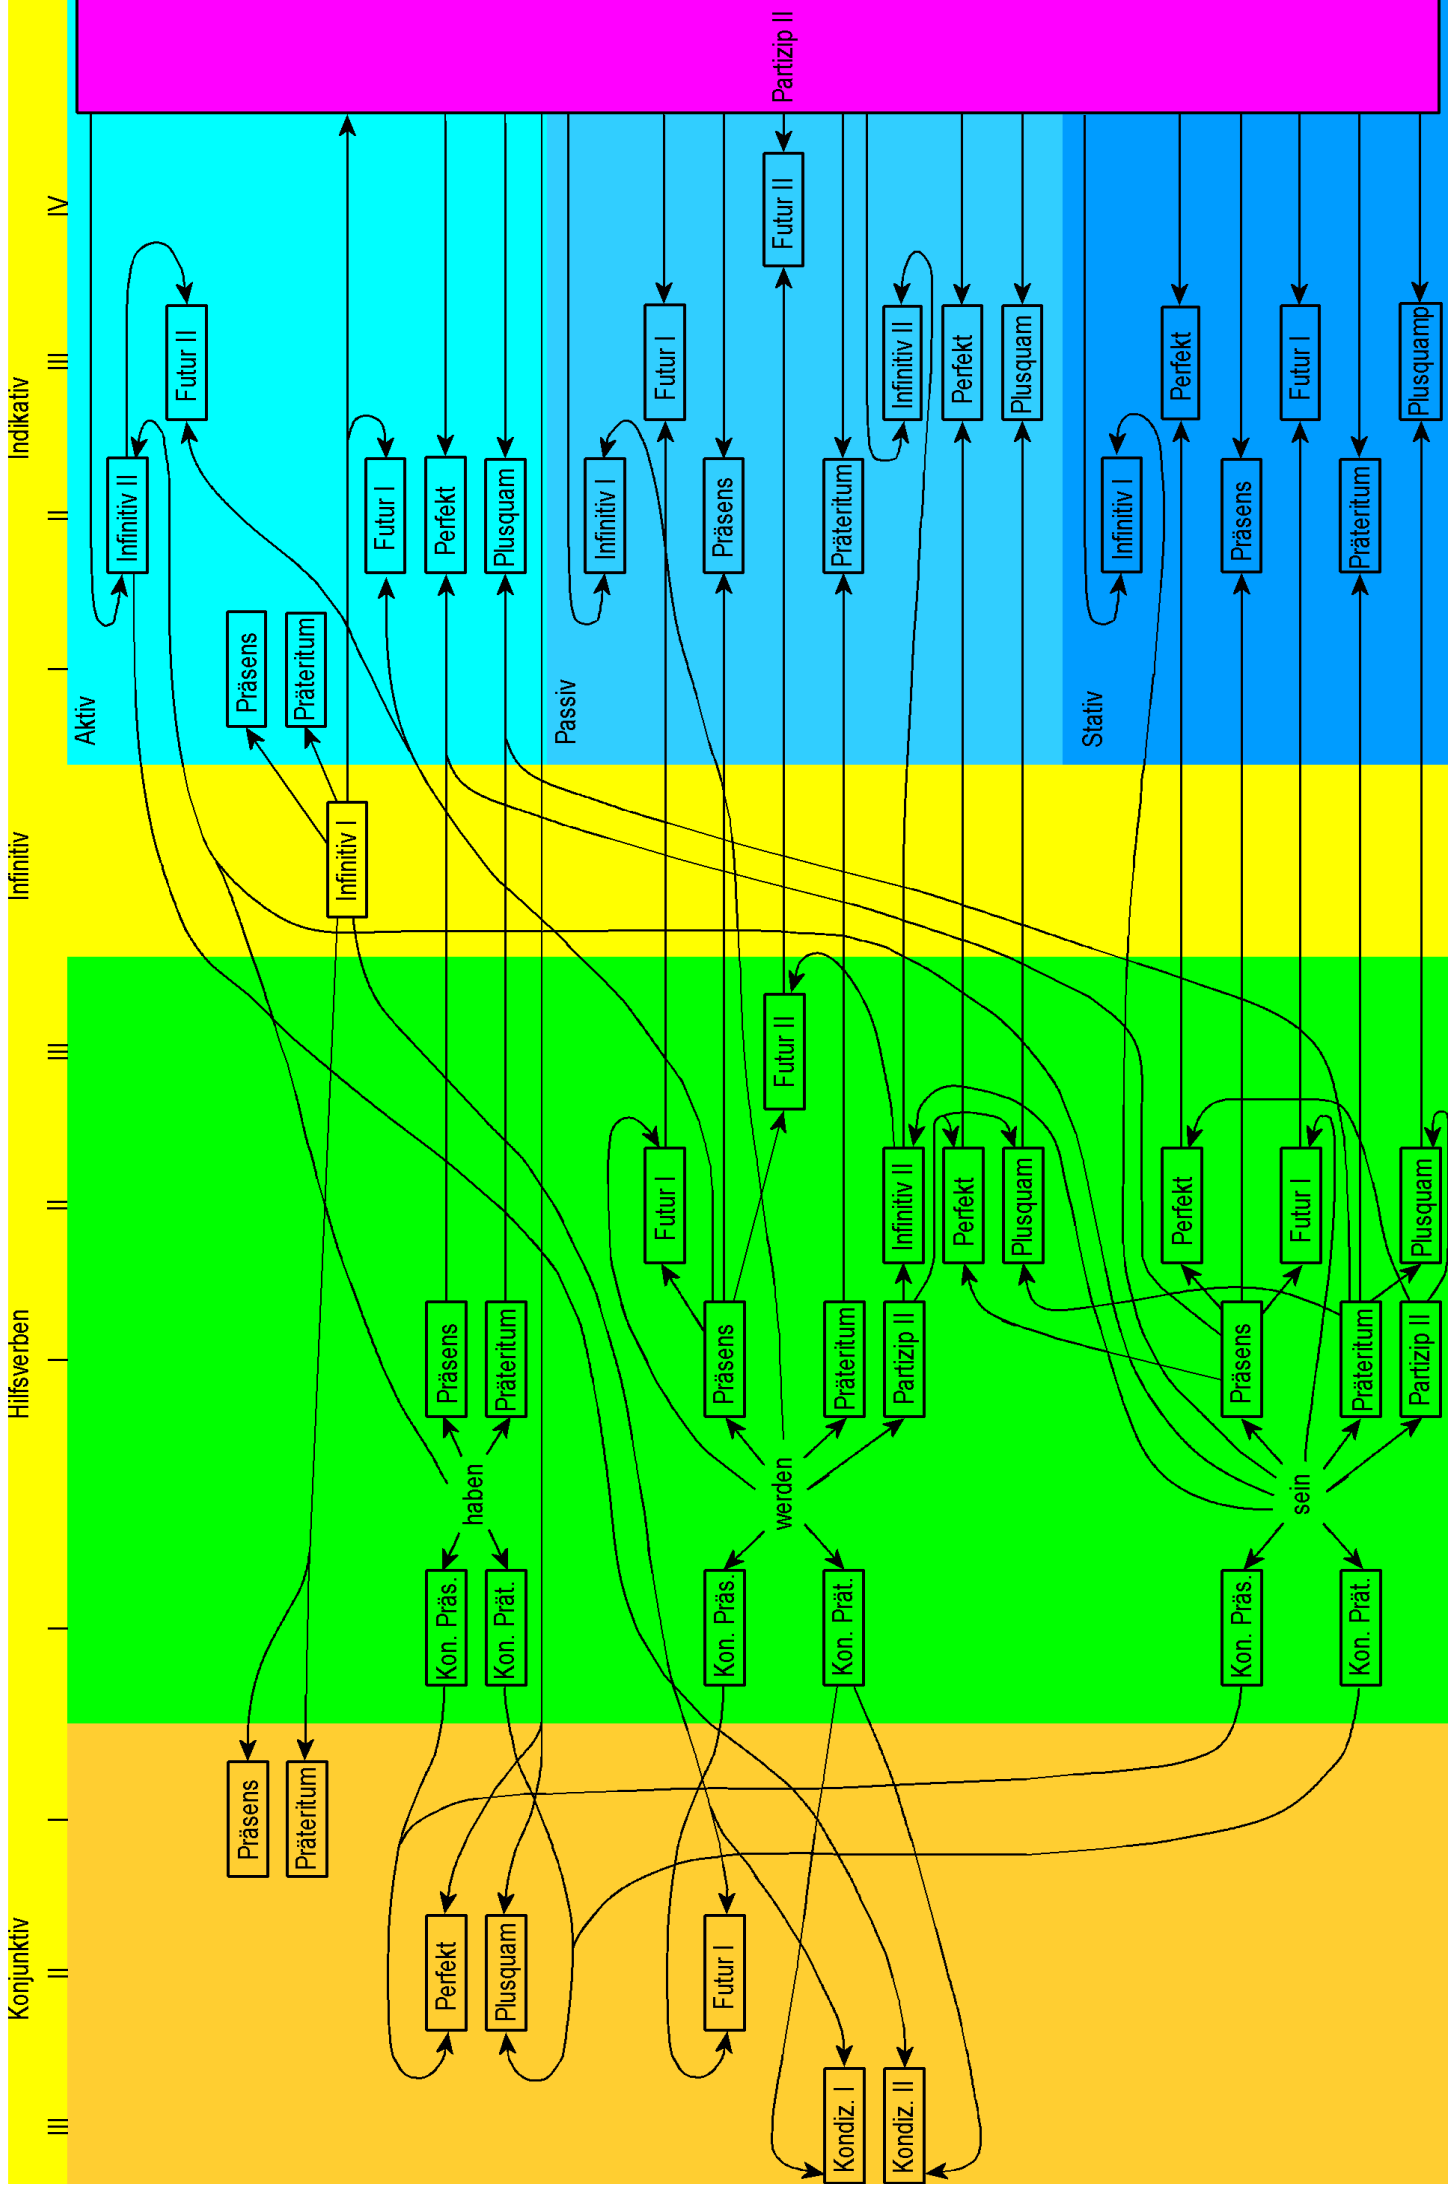 Konjunktiv Hilfsverben Infinitiv Indikativ
III II I I I II III I II III IV
Aktiv
Infinitiv II
Futur II
Präsens Präsens
Präteritum Präteritum
Infinitiv I
Futur I
Perfekt Kon. Präs. Präsens Perfekt
haben
Plusquam Kon. Prät. Präteritum Plusquam
Passiv
Infinitiv I
Futur I Futur I
Futur I Kon. Präs. Präsens Präsens
werden Futur II Futur II Partizip II
Kondiz. I Kon. Prät. Präteritum Präteritum
Kondiz. II Partizip II Infinitiv II Infinitiv II
Perfekt Perfekt
Plusquam Plusquam
Stativ
Infinitiv I
Perfekt Perfekt
Kon. Präs. Präsens Präsens
sein Futur I Futur I
Kon. Prät. Präteritum Präteritum
Partizip II Plusquam Plusquamp